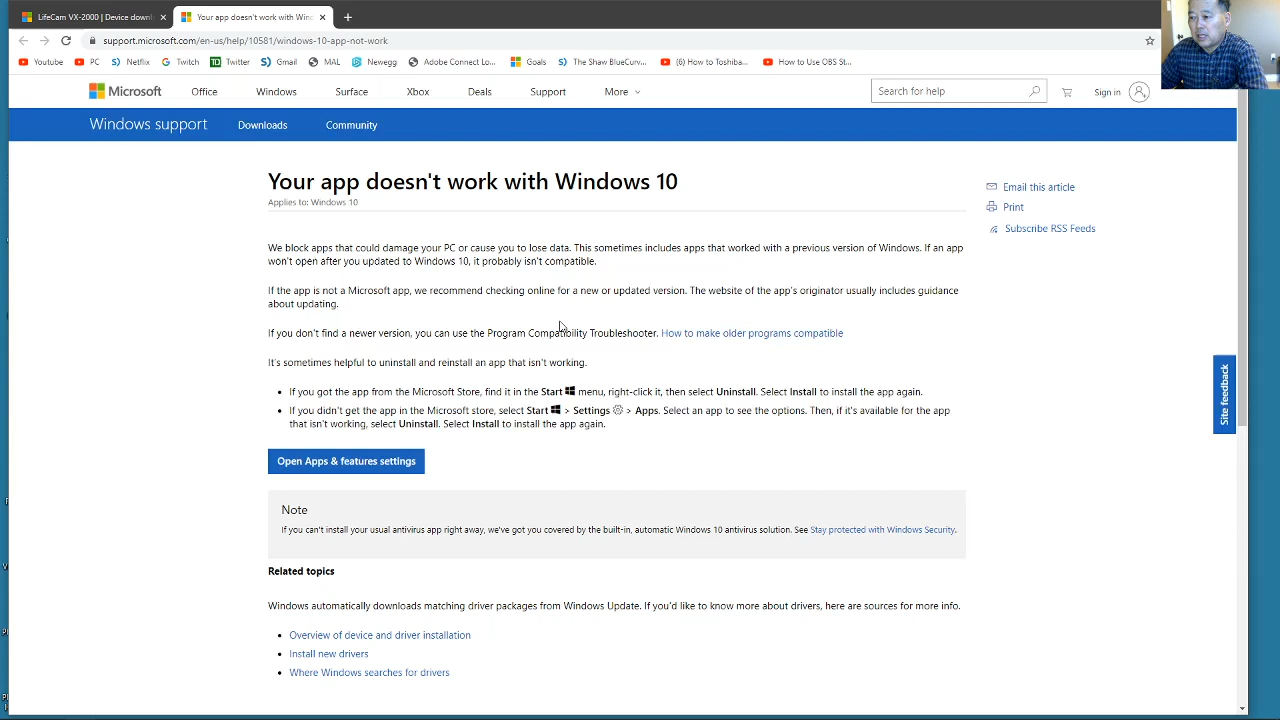 LifeCam VX-2000 | Device downl
Your app doesn't work with Wind
support.microsoft.com/en-us/help/10581/windows-10-app-not-work
Youtube PC Netflix Twitch Twitter Gmail MAL Newegg Adobe Connect Lo... Goals The Shaw BlueCurv... (6) How to Toshiba... How to Use OBS St...
Microsoft Office Windows Surface Xbox Deals Support More Search for help Sign in
Windows support Downloads Community
Your app doesn't work with Windows 10
Applies to: Windows 10
Email this article
Print
Subscribe RSS Feeds
We block apps that could damage your PC or cause you to lose data. This sometimes includes apps that worked with a previous version of Windows. If an app
won't open after you updated to Windows 10, it probably isn't compatible.
If the app is not a Microsoft app, we recommend checking online for a new or updated version. The website of the app's originator usually includes guidance
about updating.
If you don't find a newer version, you can use the Program Compatibility Troubleshooter. How to make older programs compatible
It's sometimes helpful to uninstall and reinstall an app that isn't working.
• If you got the app from the Microsoft Store, find it in the Start menu, right-click it, then select Uninstall. Select Install to install the app again.
• If you didn't get the app in the Microsoft store, select Start > Settings > Apps. Select an app to see the options. Then, if it's available for the app
that isn't working, select Uninstall. Select Install to install the app again.
Site feedback
Open Apps & features settings
Note
If you can't install your usual antivirus app right away, we've got you covered by the built-in, automatic Windows 10 antivirus solution. See Stay protected with Windows Security.
Related topics
Windows automatically downloads matching driver packages from Windows Update. If you'd like to know more about drivers, here are sources for more info.
• Overview of device and driver installation
• Install new drivers
• Where Windows searches for drivers